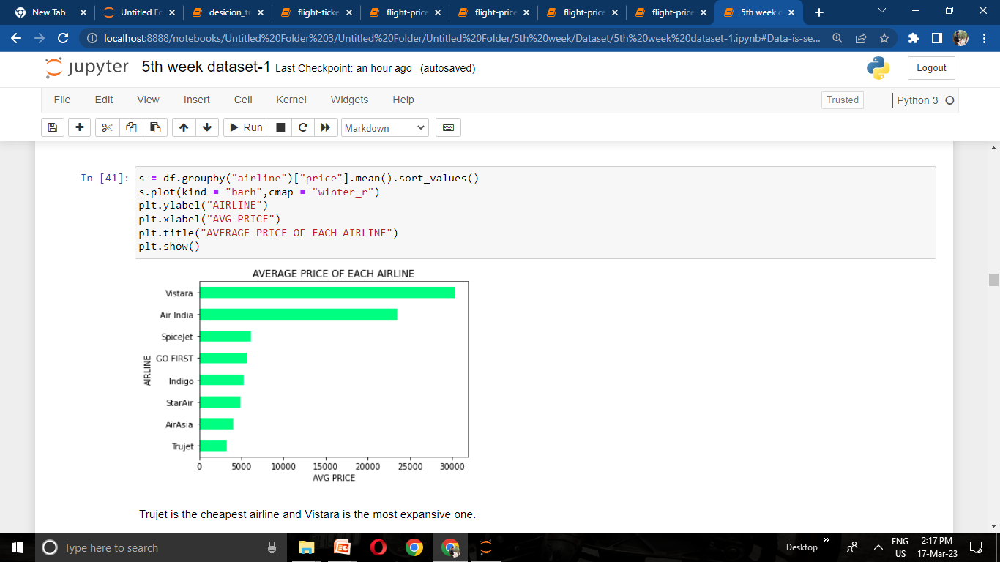 New Tab
Untitled Fo
desicion_tr
flight-ticke
flight-price
flight-price
flight-price
flight-price
5th week d
localhost:8888/notebooks/Untitled%20Folder%203/Untitled%20Folder/Untitled%20Folder/5th%20week/Dataset/5th%20week%20dataset-1.ipynb#Data-is-se...
jupyter 5th week dataset-1 Last Checkpoint: an hour ago (autosaved)
Logout
File Edit View Insert Cell Kernel Widgets Help
Trusted Python 3
Run Markdown
In [41]: s = df.groupby("airline")["price"].mean().sort_values()
s.plot(kind = "barh",cmap = "winter_r")
plt.ylabel("AIRLINE")
plt.xlabel("AVG PRICE")
plt.title("AVERAGE PRICE OF EACH AIRLINE")
plt.show()
AVERAGE PRICE OF EACH AIRLINE
Vistara
Air India
SpiceJet
GO FIRST
Indigo
StarAir
AirAsia
Trujet
AIRLINE
0 5000 10000 15000 20000 25000 30000
AVG PRICE
Trujet is the cheapest airline and Vistara is the most expansive one.
Type here to search
Desktop
ENG
US
2:17 PM
17-Mar-23